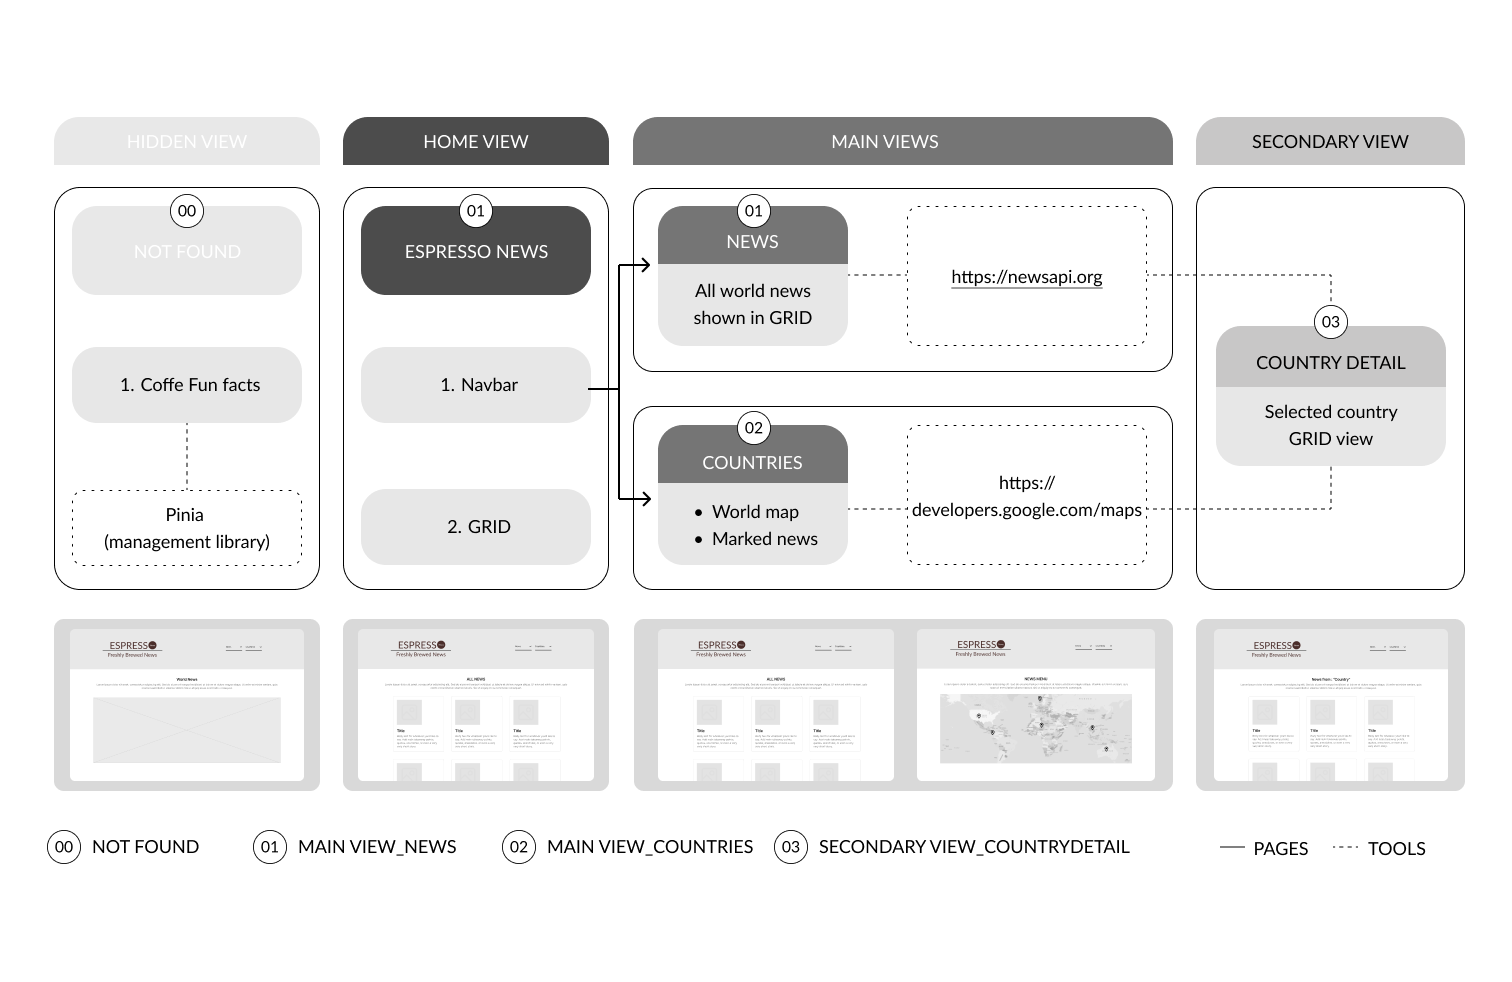 HIDDEN VIEW
HOME VIEW
MAIN VIEWS
SECONDARY VIEW
00
NOT FOUND
1. Coffe Fun facts
Pinia
(management library)
01
ESPRESSO NEWS
1. Navbar
2. GRID
01
NEWS
All world news
shown in GRID
https://newsapi.org
02
COUNTRIES
• World map
• Marked news
https://
developers.google.com/maps
03
COUNTRY DETAIL
Selected country
GRID view
ESPRESSO
Freshly Brewed News
World News
ESPRESSO
Freshly Brewed News
ALL NEWS
Title
Title
Title
ESPRESSO
Freshly Brewed News
ALL NEWS
Title
Title
Title
ESPRESSO
Freshly Brewed News
NEWS MENU
ESPRESSO
Freshly Brewed News
News from: "Country"
Title
Title
Title
00 NOT FOUND
01 MAIN VIEW_NEWS
02 MAIN VIEW_COUNTRIES
03 SECONDARY VIEW_COUNTRYDETAIL
PAGES
TOOLS